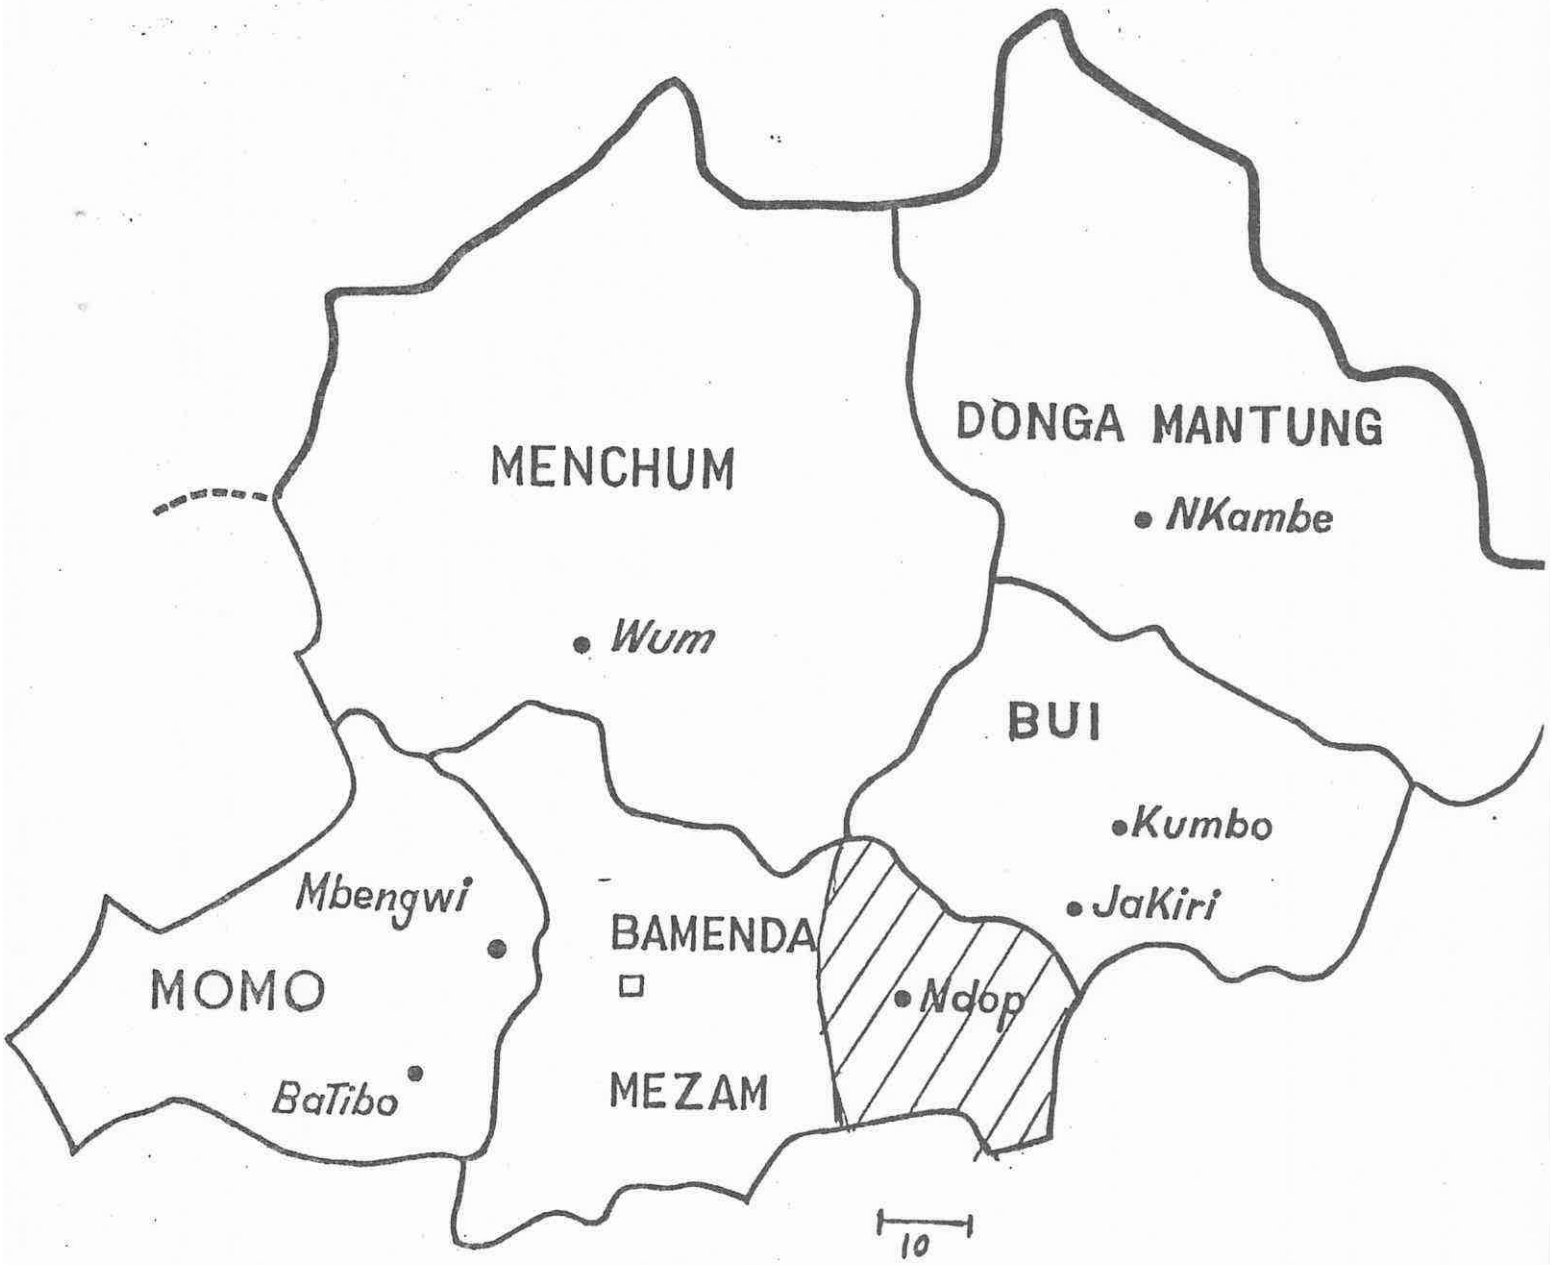 DONGA MANTUNG
MENCHUM
NKambe
Wum
BUI
Kumbo
Mbengwi
JaKiri
BAMENDA
MOMO
Ndop
BaTibo
MEZAM
10